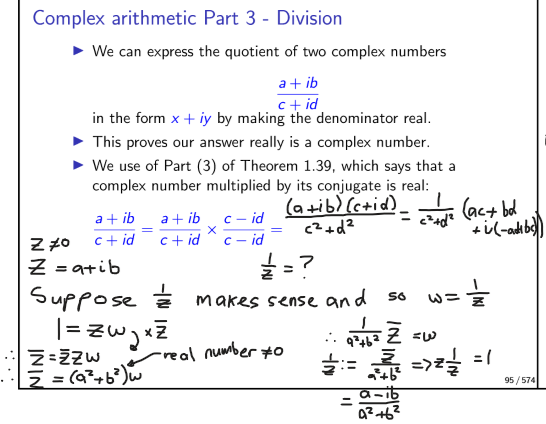 Complex arithmetic Part 3 - Division
▶ We can express the quotient of two complex numbers
a + ib / c + id
in the form x + iy by making the denominator real.
▶ This proves our answer really is a complex number.
▶ We use of Part (3) of Theorem 1.39, which says that a
complex number multiplied by its conjugate is real:
a + ib / c + id = a + ib / c + id × c − id / c − id = (a+ib)(c+id) / c²+d² = 1 / c²+d² (ac+bd
+i(-ad+bc))
z≠0
z = a+ib 1/z = ?
Suppose 1/z makes sense and so w = 1/z
1 = zw ) ×z̄
∴ z̄ = z̄zw real number ≠0
∴ z̄ = (a²+b²)w
∴ 1 / a²+b² z̄ = w
1/z := z̄ / a²+b² => z 1/z = 1
= a-ib / a²+b²
95 / 574